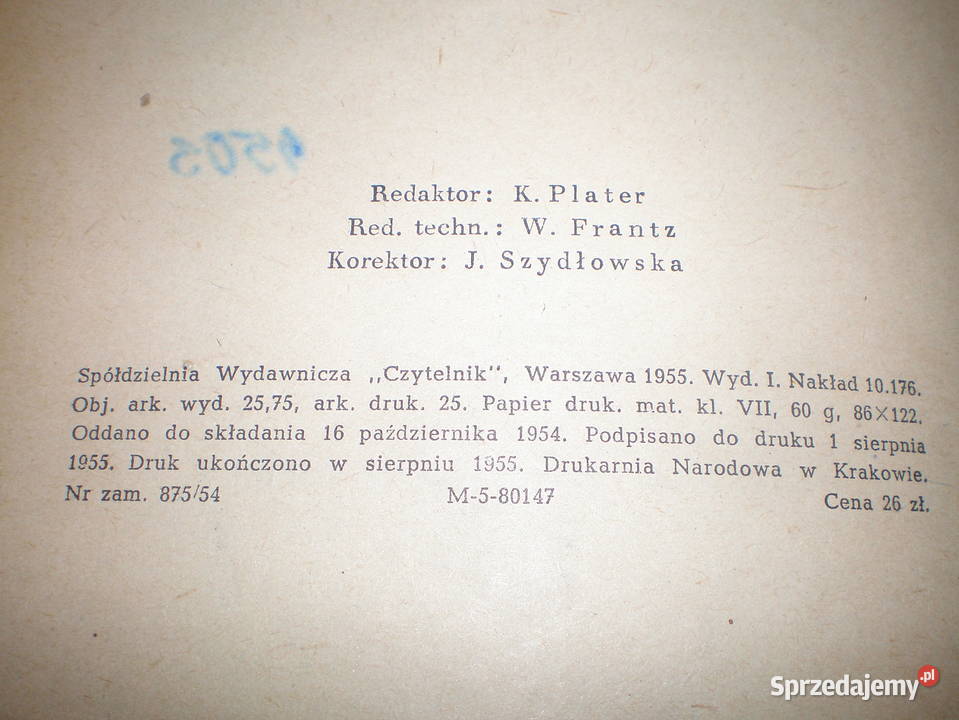 Redaktor: K. Plater
Red. techn.: W. Frantz
Korektor: J. Szydłowska
Spółdzielnia Wydawnicza „Czytelnik”, Warszawa 1955. Wyd. I. Nakład 10.176.
Obj. ark. wyd. 25,75, ark. druk. 25. Papier druk. mat. kl. VII, 60 g, 86×122.
Oddano do składania 16 października 1954. Podpisano do druku 1 sierpnia
1955. Druk ukończono w sierpniu 1955. Drukarnia Narodowa w Krakowie.
Nr zam. 875/54 M-5-80147 Cena 26 zł.
Sprzedajemy.pl